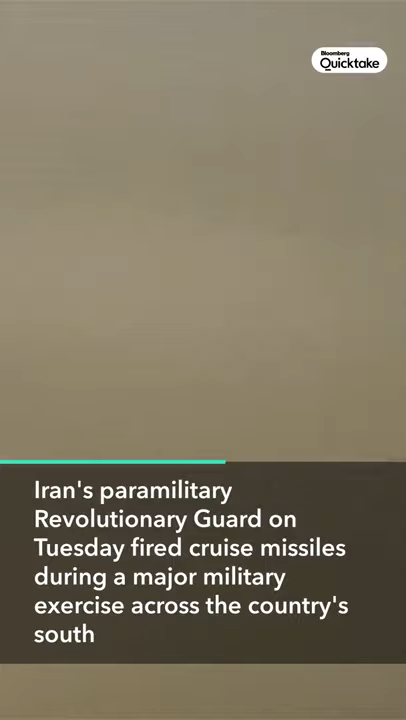 Bloomberg
Quicktake
Iran's paramilitary
Revolutionary Guard on
Tuesday fired cruise missiles
during a major military
exercise across the country's
south